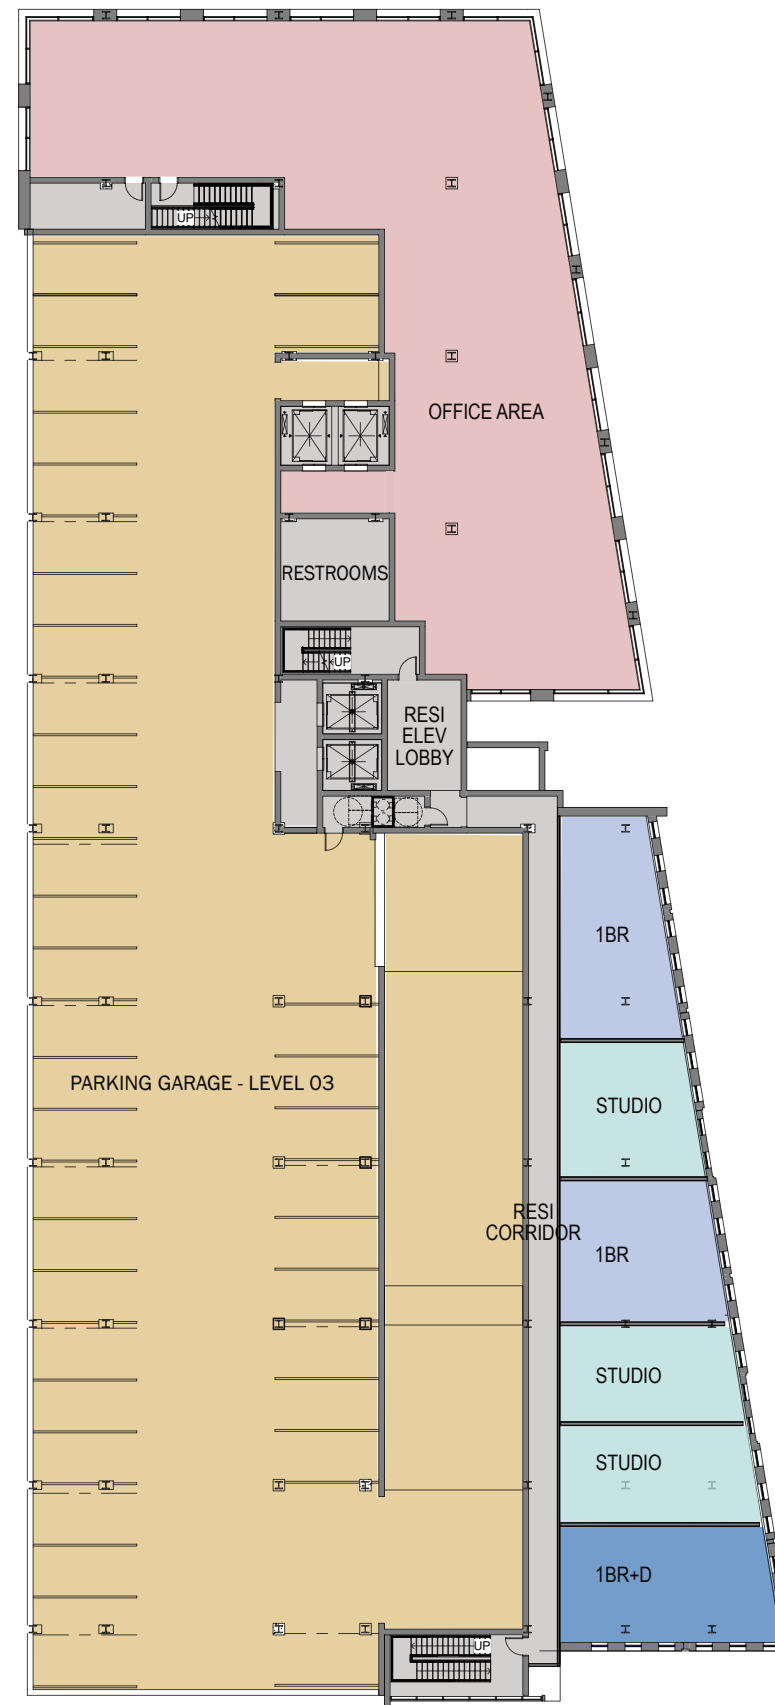 UP
OFFICE AREA
RESTROOMS
UP
RESI
ELEV
LOBBY
1BR
PARKING GARAGE - LEVEL 03
STUDIO
RESI
CORRIDOR
1BR
STUDIO
STUDIO
1BR+D
UP